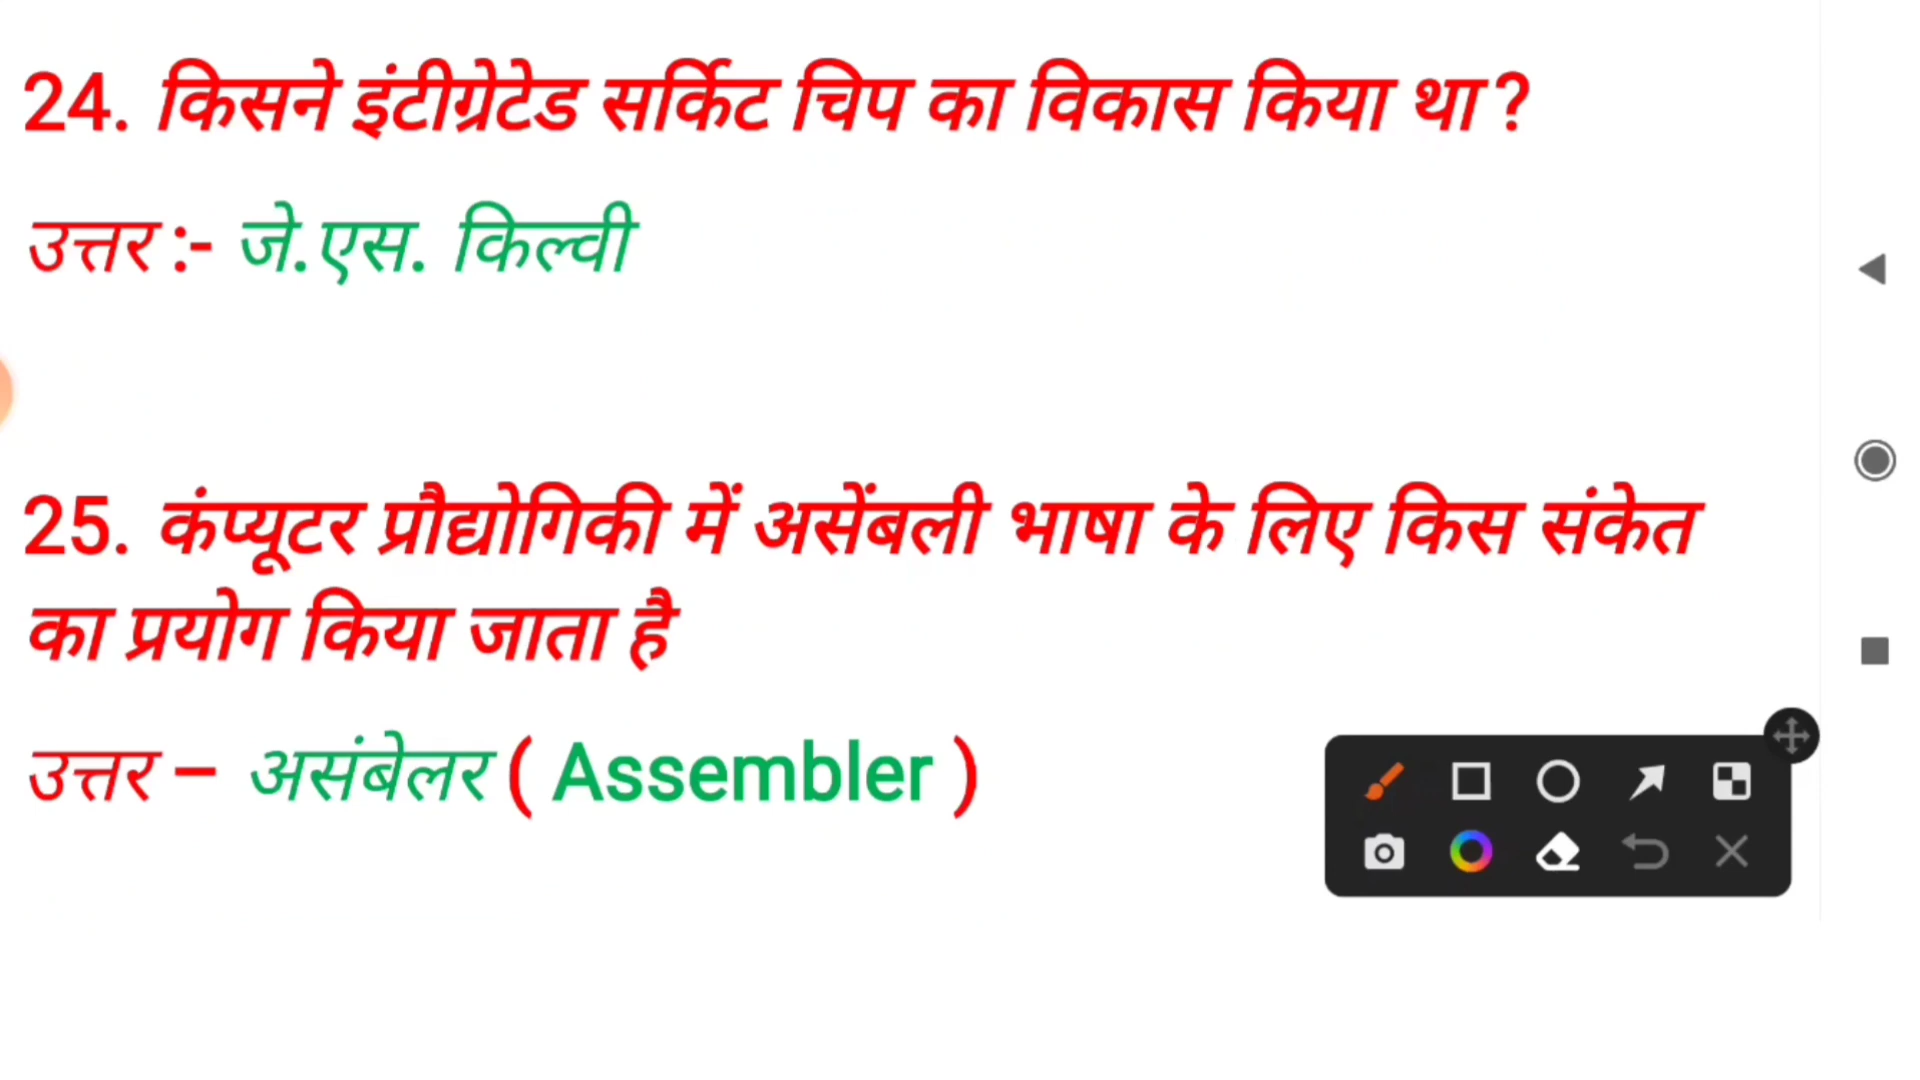 24. किसने इंटीग्रेटेड सर्किट चिप का विकास किया था?
उत्तर :- जे.एस. किल्वी
25. कंप्यूटर प्रौद्योगिकी में असेंबली भाषा के लिए किस संकेत
का प्रयोग किया जाता है
उत्तर – असंबेलर ( Assembler )